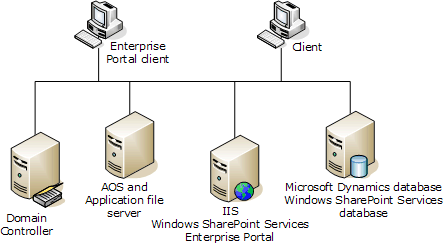 Enterprise
Portal client
Client
Domain
Controller
AOS and
Application file
server
IIS
Windows SharePoint Services
Enterprise Portal
Microsoft Dynamics database
Windows SharePoint Services
database